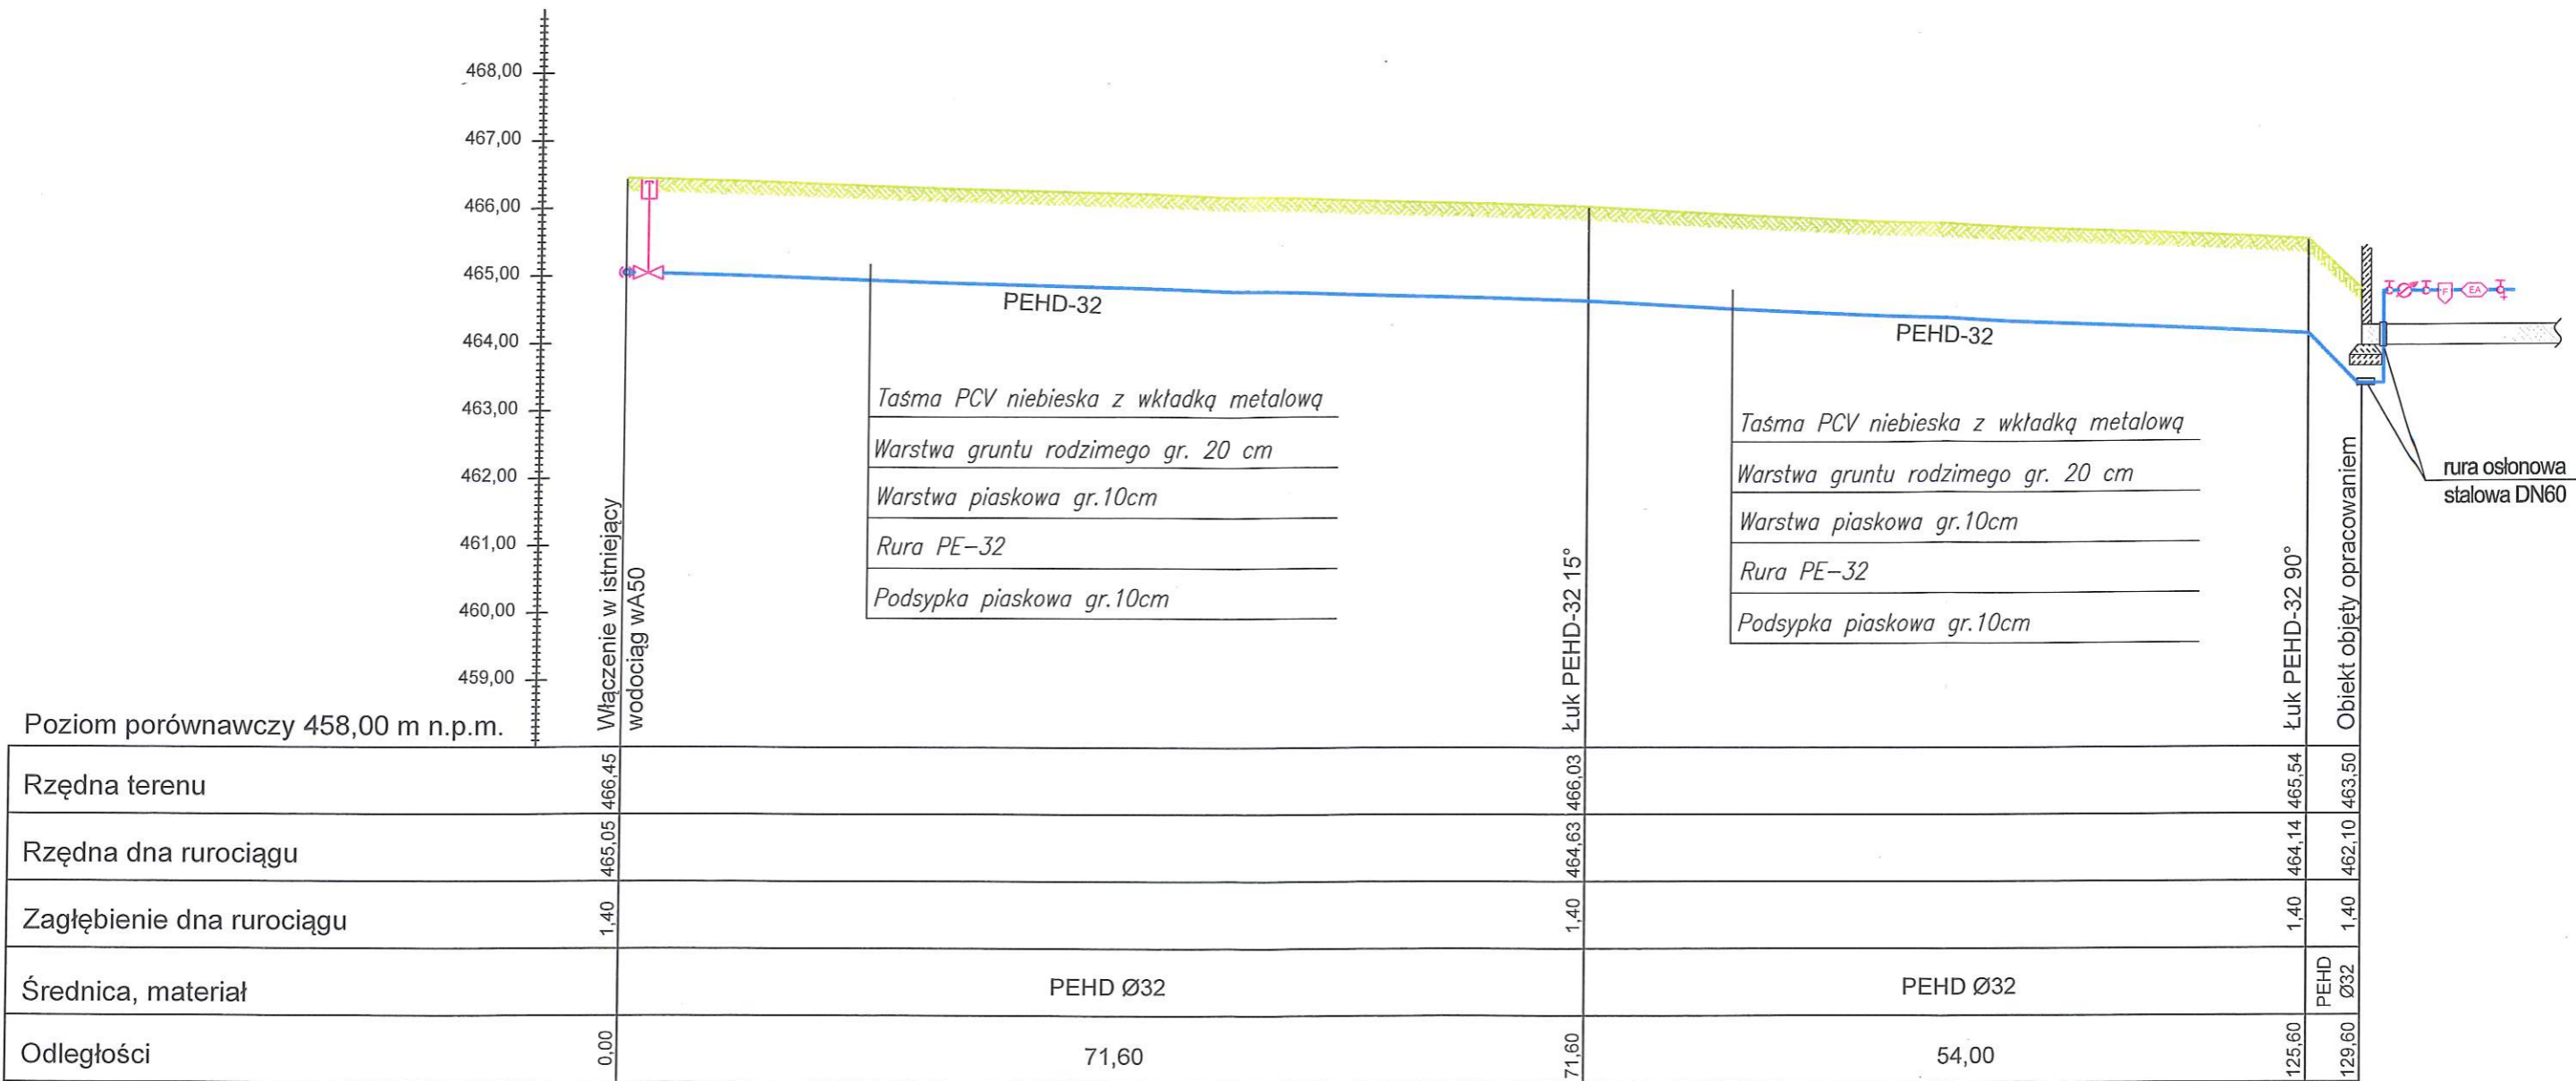 468,00
467,00
466,00
465,00
464,00
463,00
462,00
461,00
460,00
459,00
Poziom porównawczy 458,00 m n.p.m.
Włączenie w istniejący
wodociąg wA50
T
PEHD-32
Taśma PCV niebieska z wkładką metalową
Warstwa gruntu rodzimego gr. 20 cm
Warstwa piaskowa gr.10cm
Rura PE-32
Podsypka piaskowa gr.10cm
Łuk PEHD-32 15°
PEHD-32
Taśma PCV niebieska z wkładką metalową
Warstwa gruntu rodzimego gr. 20 cm
Warstwa piaskowa gr.10cm
Rura PE-32
Podsypka piaskowa gr.10cm
Łuk PEHD-32 90°
Obiekt objęty opracowaniem
F
EA
rura osłonowa
stalowa DN60
Rzędna terenu
466,45
466,03
465,54
463,50
Rzędna dna rurociągu
465,05
464,63
464,14
462,10
Zagłębienie dna rurociągu
1,40
1,40
1,40
1,40
Średnica, materiał
PEHD Ø32
PEHD Ø32
PEHD
Ø32
Odległości
0,00
71,60
71,60
54,00
125,60
129,60